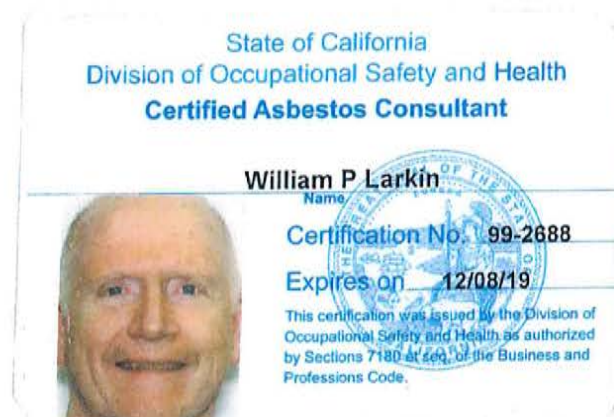 State of California
Division of Occupational Safety and Health
Certified Asbestos Consultant
William P Larkin
Name
Certification No. 99-2688
Expires on 12/08/19
This certification was issued by the Division of
Occupational Safety and Health as authorized
by Sections 7180 et seq. of the Business and
Professions Code.